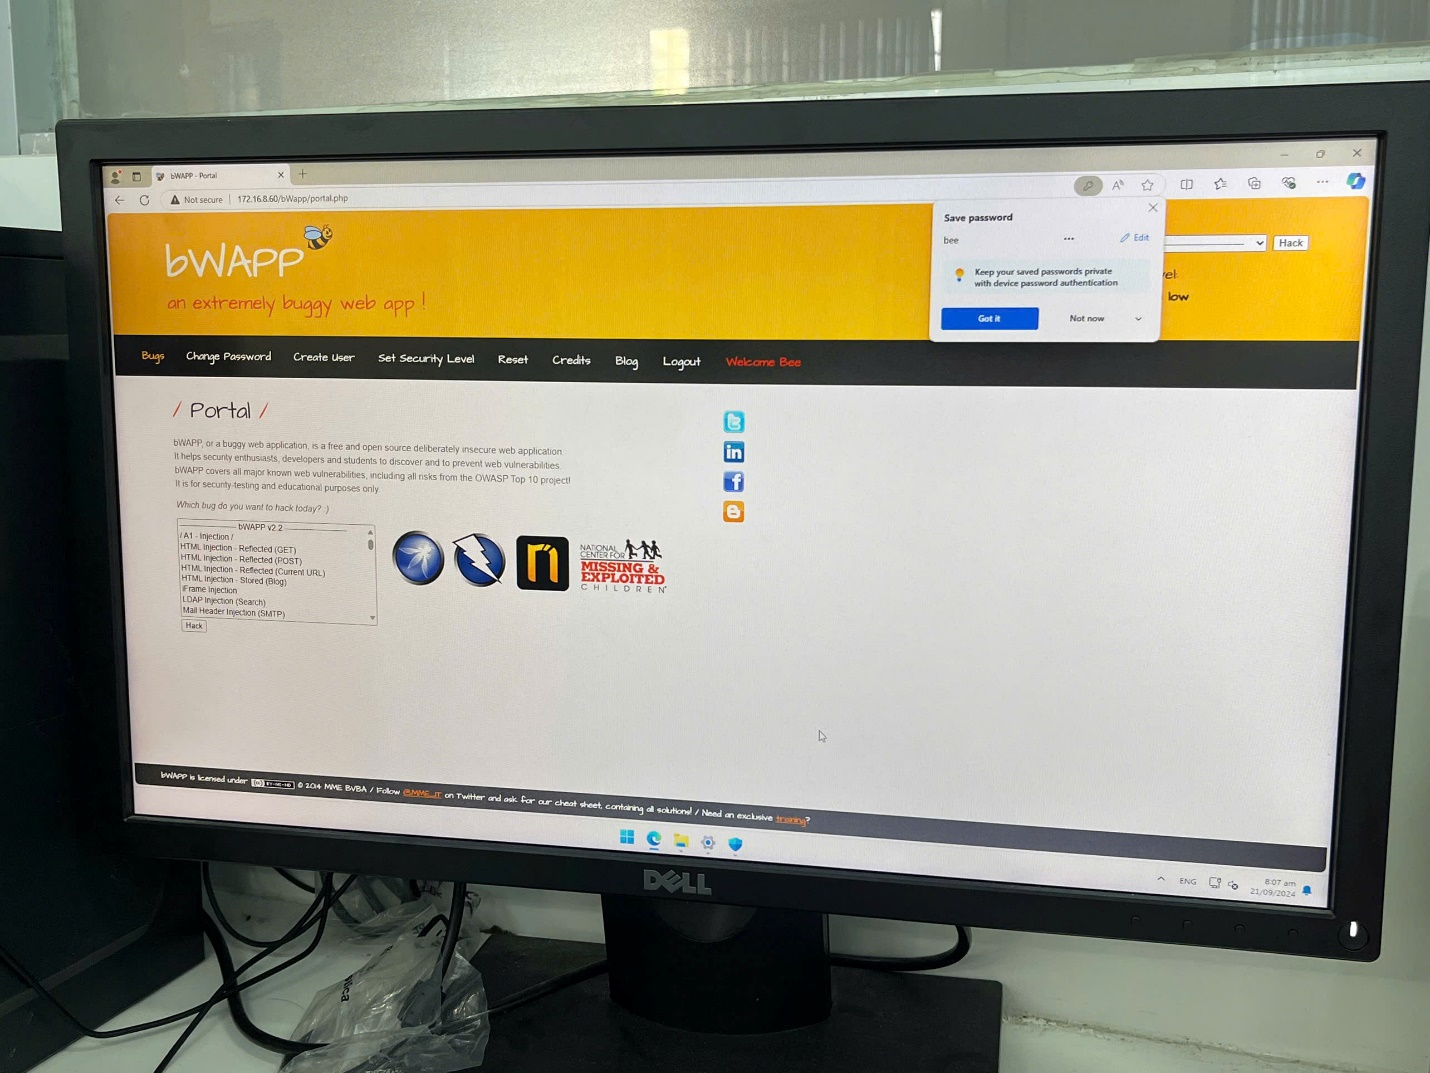 bWAPP - Portal
Not secure
172.16.8.60/bWapp/portal.php
Save password
bee
Edit
Keep your saved passwords private
with device password authentication
Got it
Not now
Hack
low
bWAPP
an extremely buggy web app !
Bugs
Change Password
Create User
Set Security Level
Reset
Credits
Blog
Logout
Welcome Bee
/ Portal /
bWAPP, or a buggy web application, is a free and open source deliberately insecure web application.
It helps security enthusiasts, developers and students to discover and to prevent web vulnerabilities.
bWAPP covers all major known web vulnerabilities, including all risks from the OWASP Top 10 project!
It is for security-testing and educational purposes only.
Which bug do you want to hack today? :)
bWAPP v2.2
/ A1 - Injection /
HTML Injection - Reflected (GET)
HTML Injection - Reflected (POST)
HTML Injection - Reflected (Current URL)
HTML Injection - Stored (Blog)
iFrame Injection
LDAP Injection (Search)
Mail Header Injection (SMTP)
Hack
NATIONAL
CENTER FOR
MISSING &
EXPLOITED
CHILDREN
bWAPP is licensed under © 2014 MME BVBA / Follow @MME_IT on Twitter and ask for our cheat sheet, containing all solutions! / Need an exclusive training?
ENG
8:07 am
21/09/2024
DELL